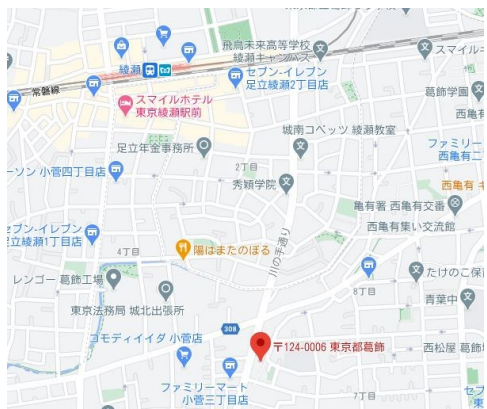 飛鳥未来高等学校
綾瀬キャンパス
スマイルキ
綾瀬
セブン-イレブン
足立綾瀬2丁目店
常磐線
スマイルホテル
東京綾瀬駅前
葛飾学園
西亀有
城南コベッツ 綾瀬教室
足立年金事務所
ファミリー
西亀有二
2丁目
ーソン 小菅四丁目店
秀頴学院
西亀有 キ
亀有署 西亀有交番
西亀有集い交流館
セブン-イレブン
足立綾瀬1丁目店
川の手通り
4丁目
陽はまたのぼる
たけのこ保
レンゴー 葛飾工場
8丁目
青葉中
東京法務局 城北出張所
308
コモディイイダ 小菅店
〒124-0006 東京都葛飾
西松屋 葛飾
ファミリーマート
小菅三丁目店
7丁目
セブ